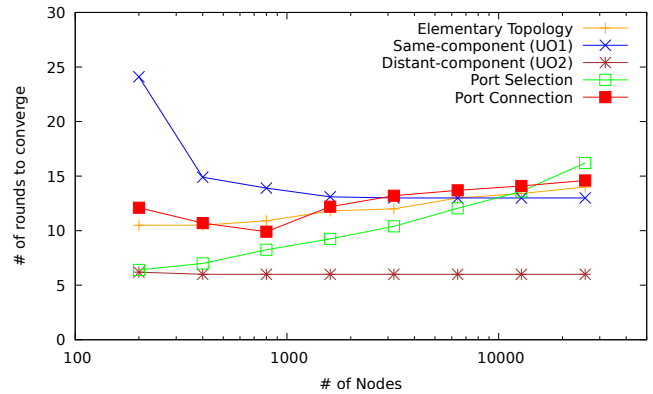 30
25
20
15
10
5
0
# of rounds to converge
Elementary Topology
Same-component (UO1)
Distant-component (UO2)
Port Selection
Port Connection
100
1000
10000
# of Nodes